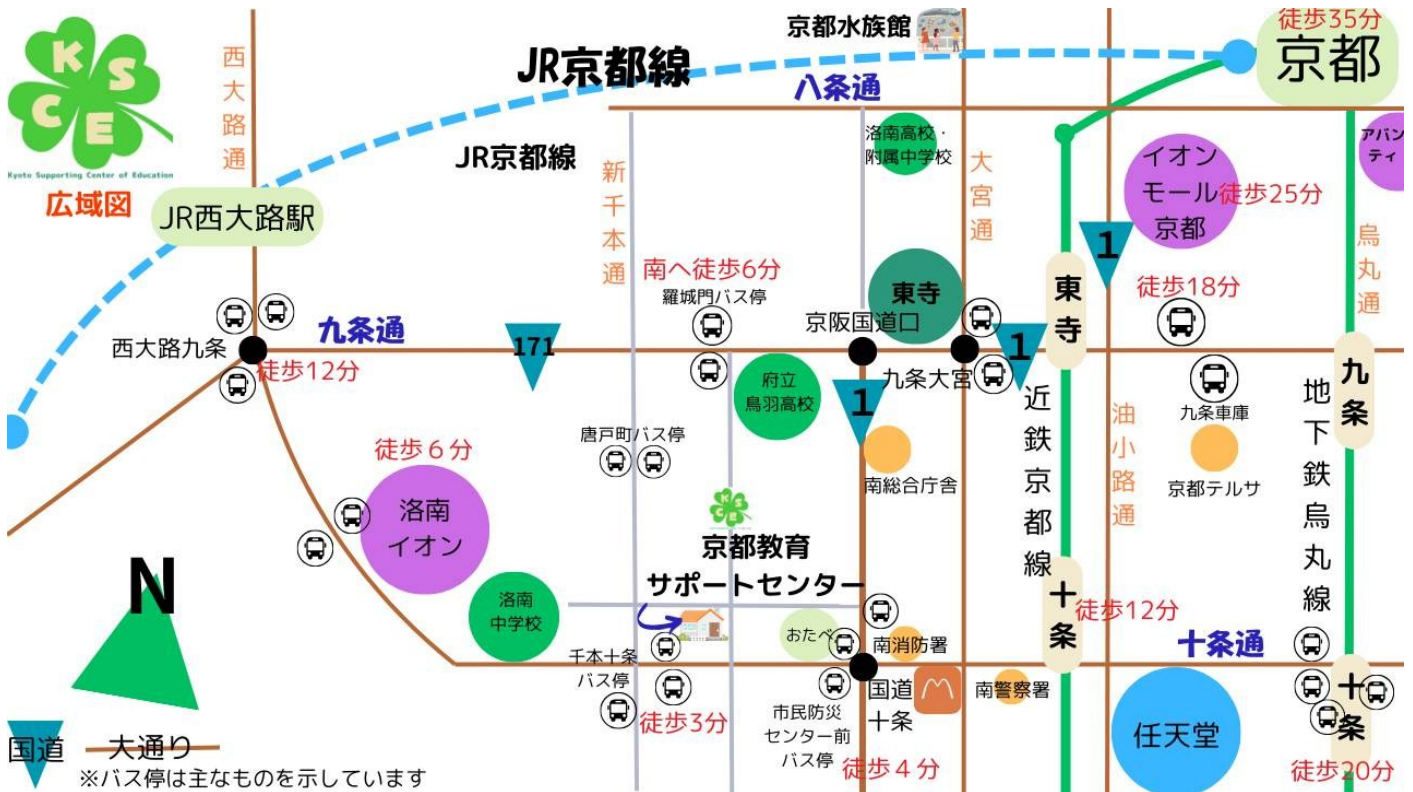 K
S
C
E
Kyoto Supporting Center of Education
広域図
西大路通
JR京都線
JR京都線
京都水族館
八条通
徒歩35分
京都
JR西大路駅
新千本通
洛南高校・
附属中学校
大宮通
イオン
モール
京都
徒歩25分
アバン
ティ
烏丸通
1
南へ徒歩6分
羅城門バス停
東寺
東寺
徒歩18分
京阪国道口
西大路九条
九条通
徒歩12分
171
九条大宮
1
1
府立
鳥羽高校
近鉄京都線
油小路通
九条車庫
京都テルサ
地下鉄烏丸線
九条
唐戸町バス停
南総合庁舎
徒歩６分
洛南
イオン
K
S
C
E
京都教育
サポートセンター
洛南
中学校
おたべ
南消防署
十条
徒歩12分
十条通
千本十条
バス停
徒歩3分
市民防災
センター前
バス停
国道
十条
徒歩４分
南警察署
任天堂
十条
徒歩20分
N
国道
大通り
※バス停は主なものを示しています